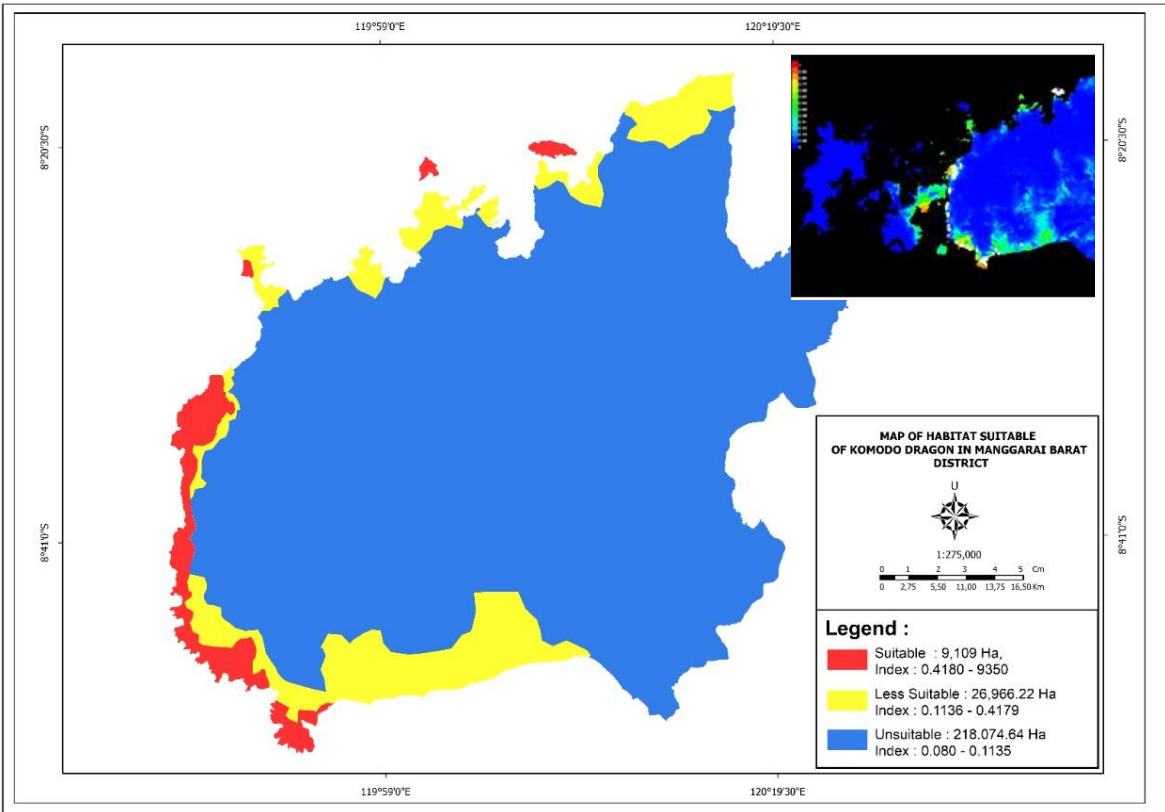 119°59'0"E
120°19'30"E
8°20'30"S
8°20'30"S
8°41'0"S
8°41'0"S
MAP OF HABITAT SUITABLE
OF KOMODO DRAGON IN MANGGARAI BARAT
DISTRICT
U
1:275,000
0 1 2 3 4 5 Cm
0 2,75 5,50 11,00 13,75 16,50 Km
Legend :
Suitable : 9,109 Ha,
Index : 0.4180 - 9350
Less Suitable : 26,966.22 Ha
Index : 0.1136 - 0.4179
Unsuitable : 218.074.64 Ha
Index : 0.080 - 0.1135
119°59'0"E
120°19'30"E